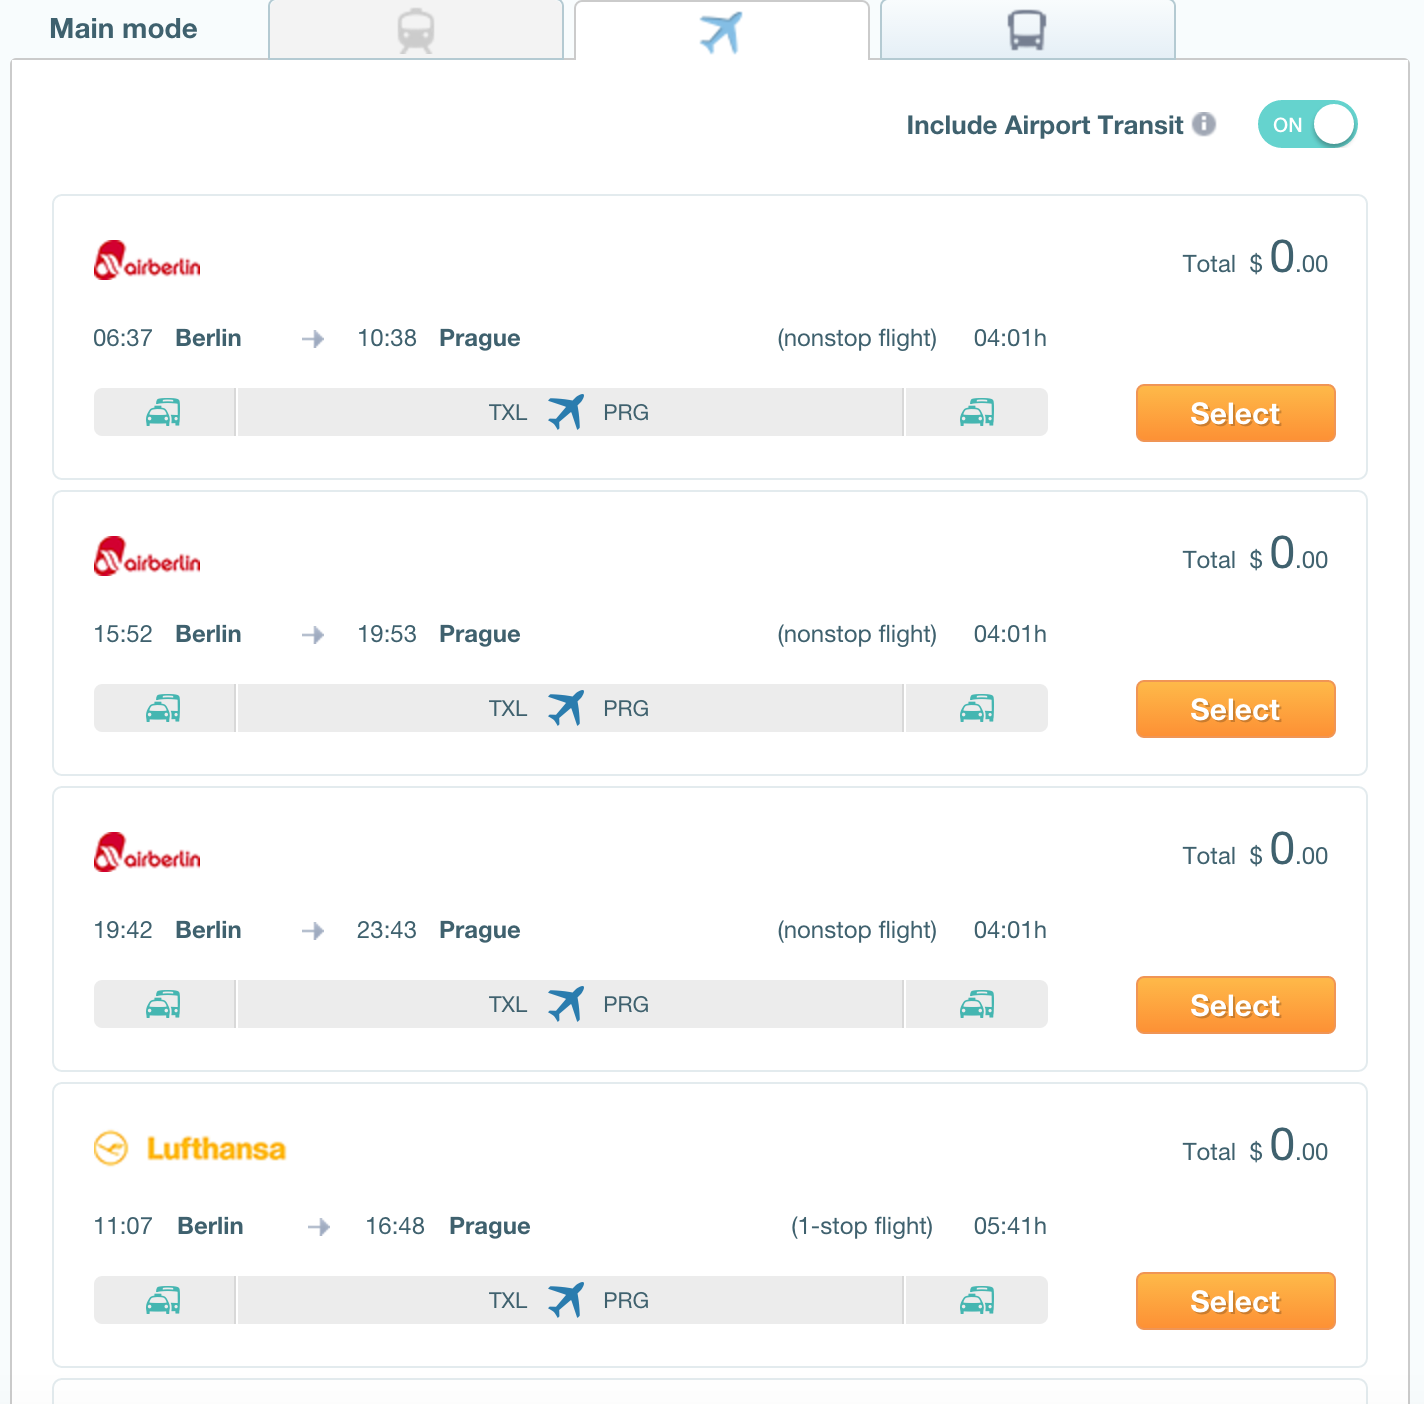 Main mode
Include Airport Transit
ON
airberlin
Total $ 0.00
06:37 Berlin 10:38 Prague (nonstop flight) 04:01h
TXL PRG
Select
airberlin
Total $ 0.00
15:52 Berlin 19:53 Prague (nonstop flight) 04:01h
TXL PRG
Select
airberlin
Total $ 0.00
19:42 Berlin 23:43 Prague (nonstop flight) 04:01h
TXL PRG
Select
Lufthansa
Total $ 0.00
11:07 Berlin 16:48 Prague (1-stop flight) 05:41h
TXL PRG
Select